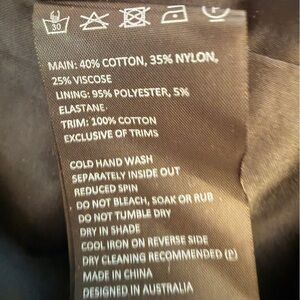 30
P
MAIN: 40% COTTON, 35% NYLON,
25% VISCOSE
LINING: 95% POLYESTER, 5%
ELASTANE
TRIM: 100% COTTON
EXCLUSIVE OF TRIMS
COLD HAND WASH
SEPARATELY INSIDE OUT
REDUCED SPIN
DO NOT BLEACH, SOAK OR RUB
DO NOT TUMBLE DRY
DRY IN SHADE
COOL IRON ON REVERSE SIDE
DRY CLEANING RECOMMENDED (P)
MADE IN CHINA
DESIGNED IN AUSTRALIA